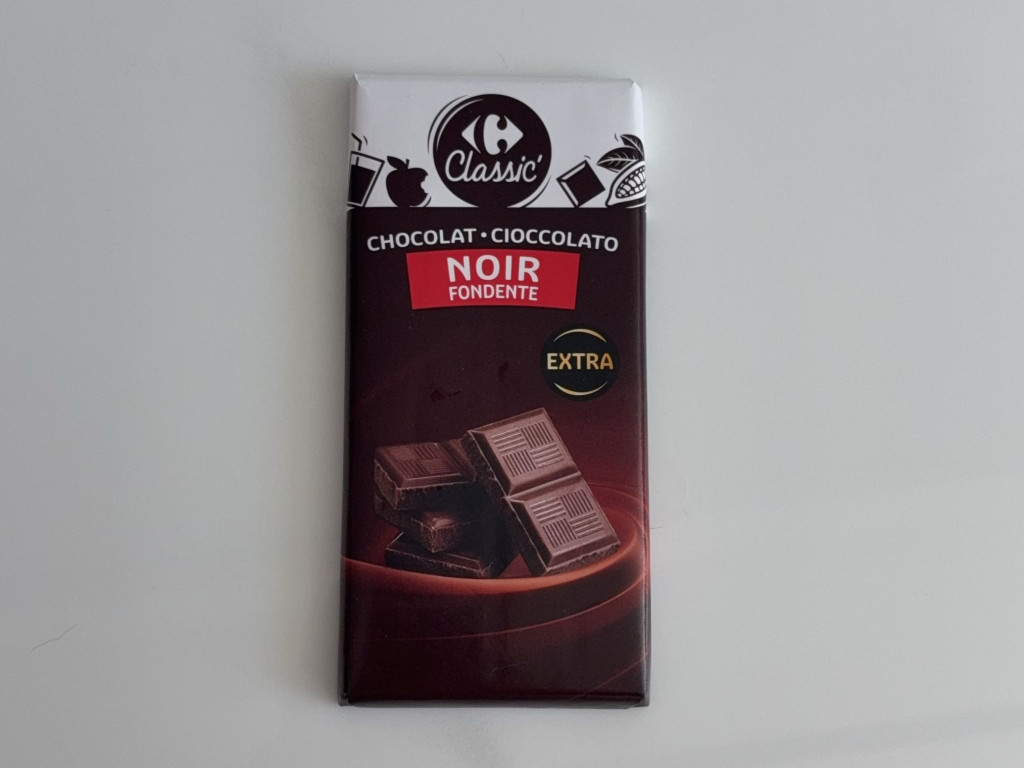 Classic'
CHOCOLAT • CIOCCOLATO
NOIR
FONDENTE
EXTRA